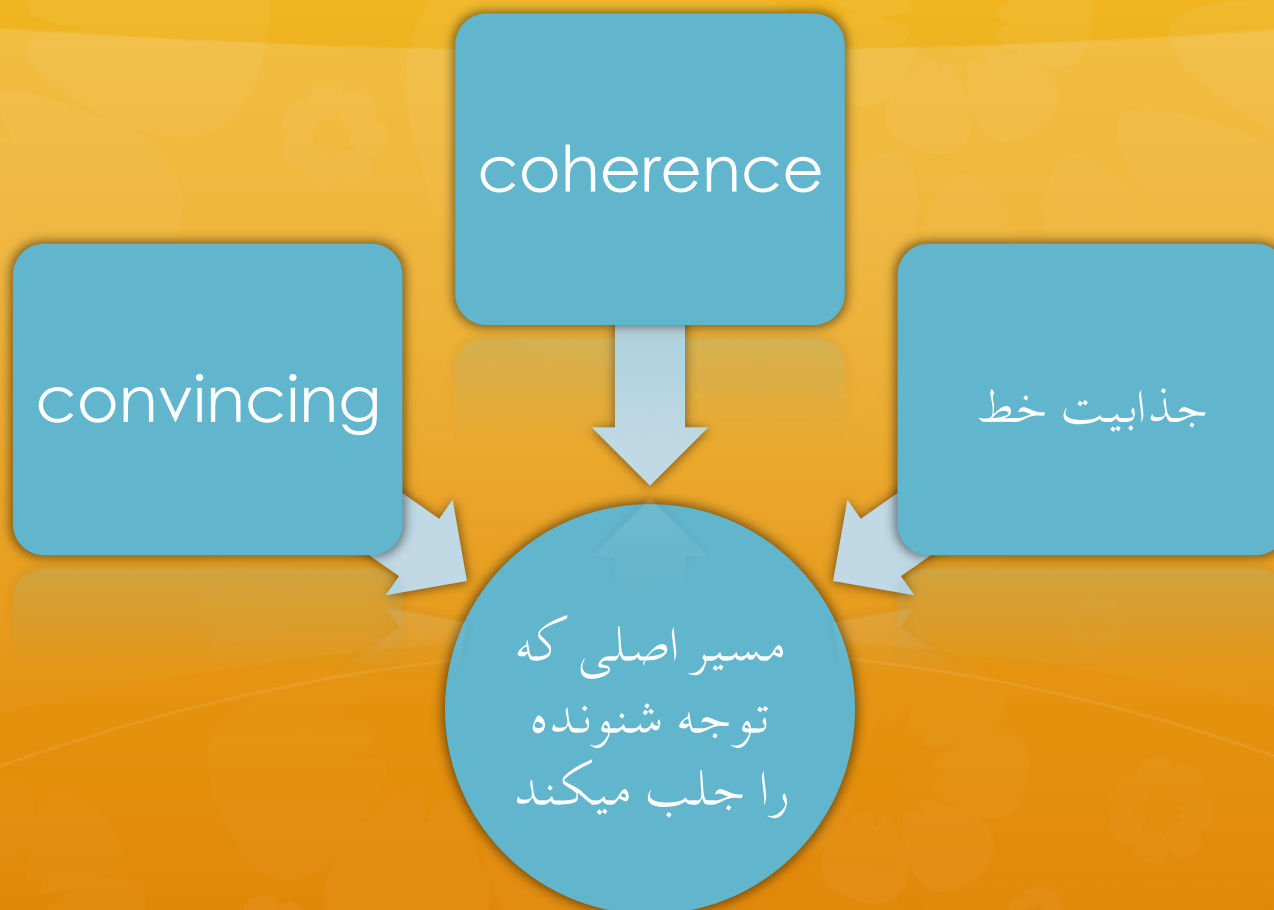 coherence
convincing
جذابیت خط
مسیر اصلی که
توجه شنونده
را جلب میکند